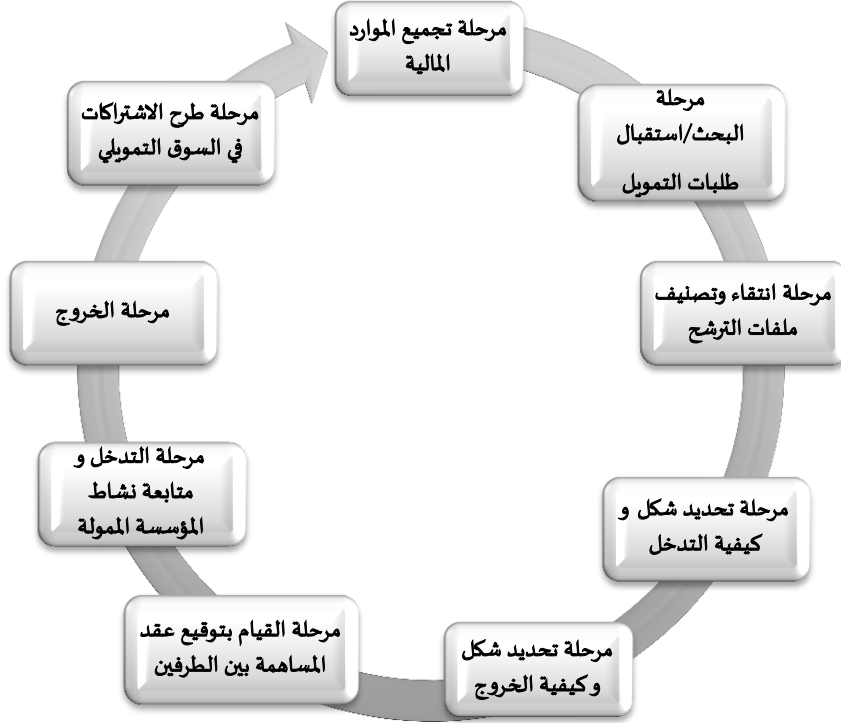 مرحلة تجميع الموارد
المالية
مرحلة
البحث/استقبال
طلبات التمويل
مرحلة انتقاء وتصنيف
ملفات الترشح
مرحلة تحديد شكل و
كيفية التدخل
مرحلة تحديد شكل
وكيفية الخروج
مرحلة القيام بتوقيع عقد
المساهمة بين الطرفين
مرحلة التدخل و
متابعة نشاط
المؤسسة الممولة
مرحلة الخروج
مرحلة طرح الاشتراكات
في السوق التمويلي